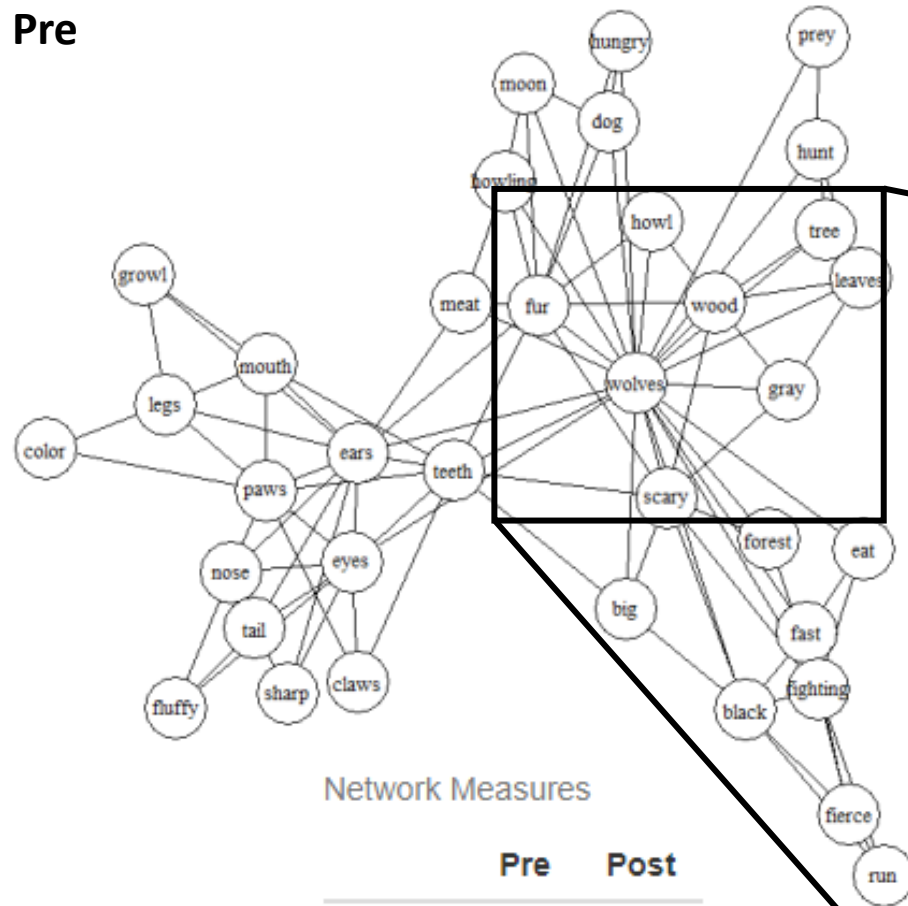 Pre
hungry
prey
moon
dog
hunt
howling
howl
tree
growl
leaves
meat
fur
wood
mouth
wolves
gray
legs
color
ears
teeth
paws
scary
forest
eat
nose
eyes
big
tail
fast
claws
sharp
fighting
fluffy
black
Network Measures
fierce
Pre Post
run